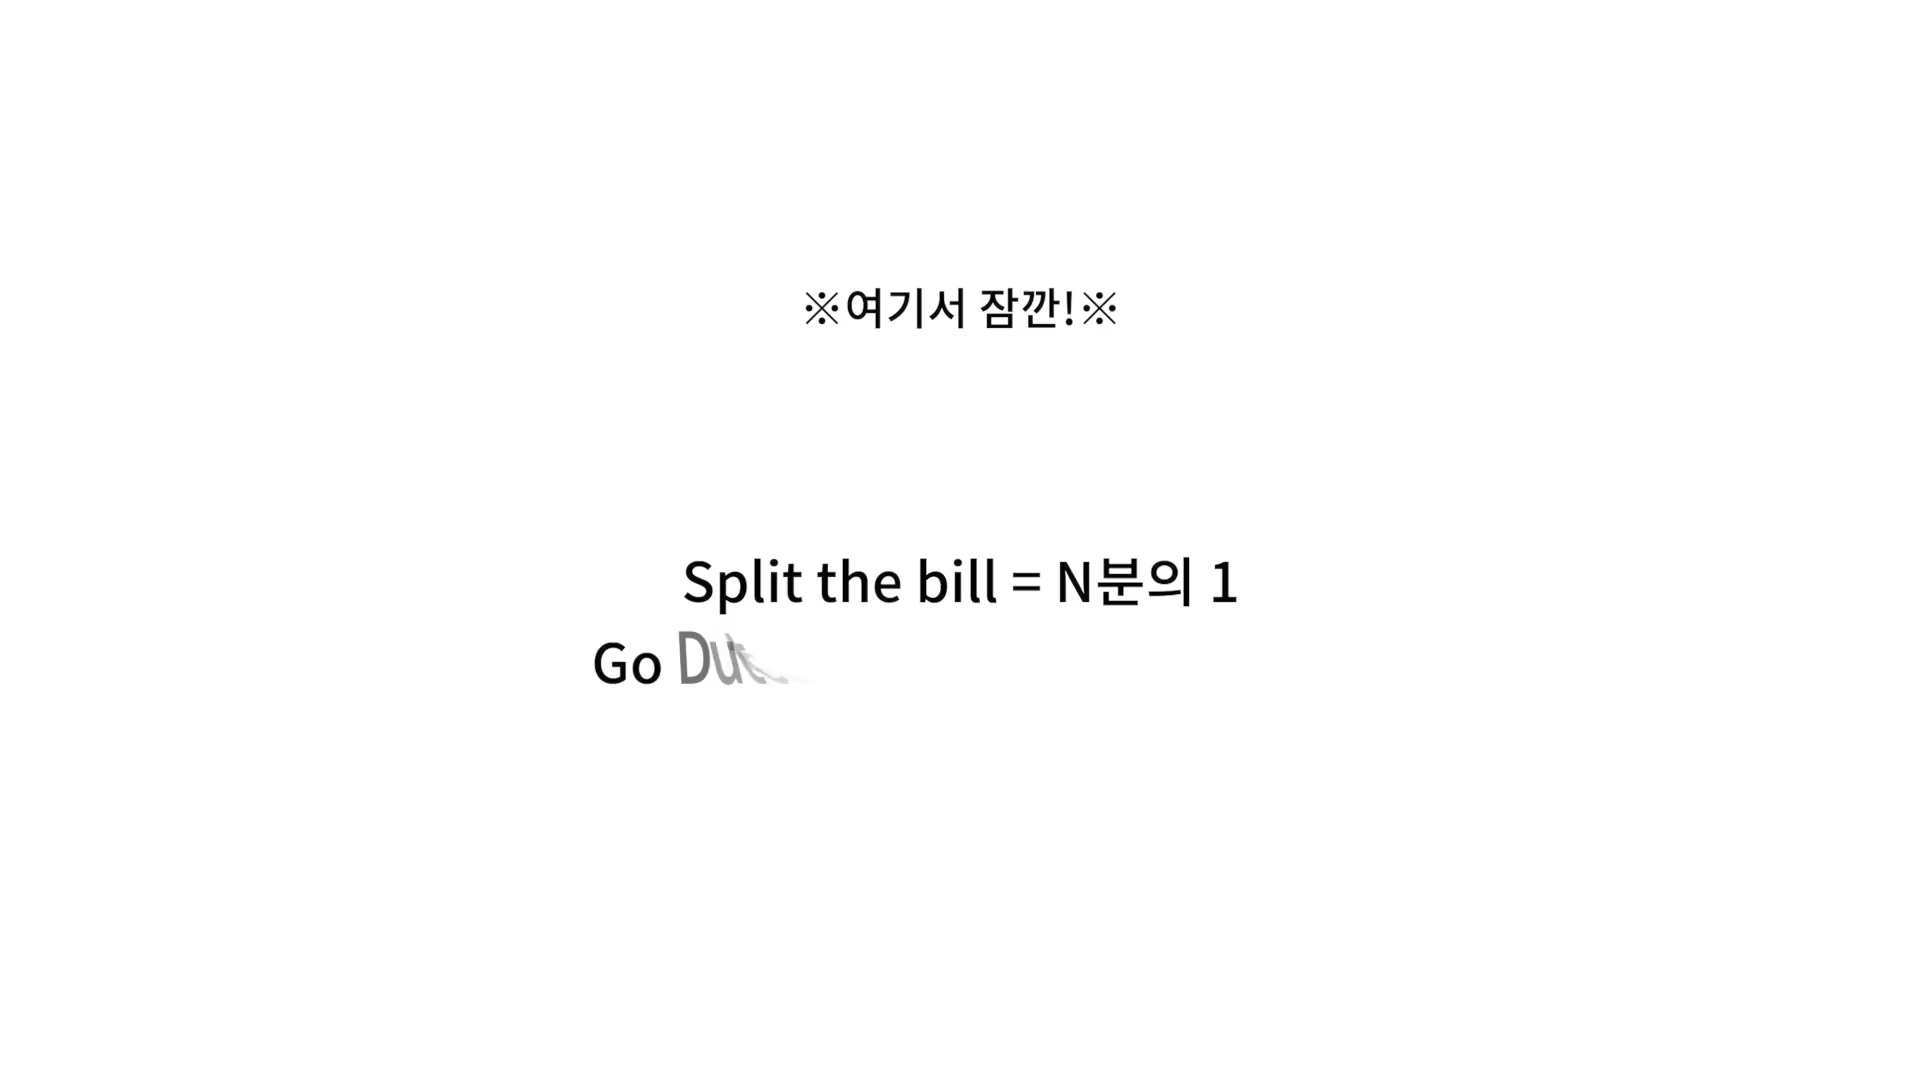 ※여기서 잠깐!※
Split the bill = N분의 1
Go